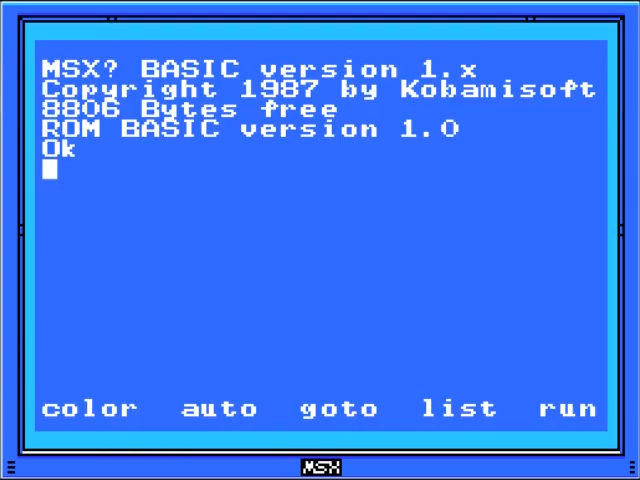 MSX? BASIC version 1.x
Copyright 1987 by Kobamisoft
8806 Bytes free
ROM BASIC version 1.0
Ok
color auto goto list run
MSX